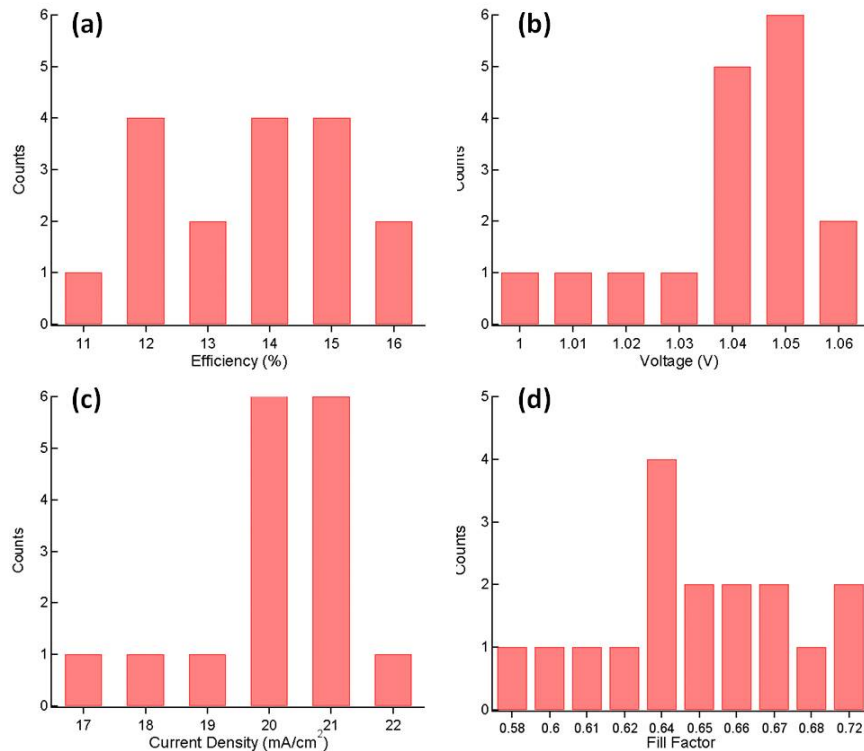 (a)
6
5
4
3
2
1
0
Counts
11 12 13 14 15 16
Efficiency (%)
(b)
6
5
4
3
2
1
0
Counts
1 1.01 1.02 1.03 1.04 1.05 1.06
Voltage (V)
(c)
6
5
4
3
2
1
0
Counts
17 18 19 20 21 22
Current Density (mA/cm²)
(d)
5
4
3
2
1
0
Counts
0.58 0.6 0.61 0.62 0.64 0.65 0.66 0.67 0.68 0.72
Fill Factor